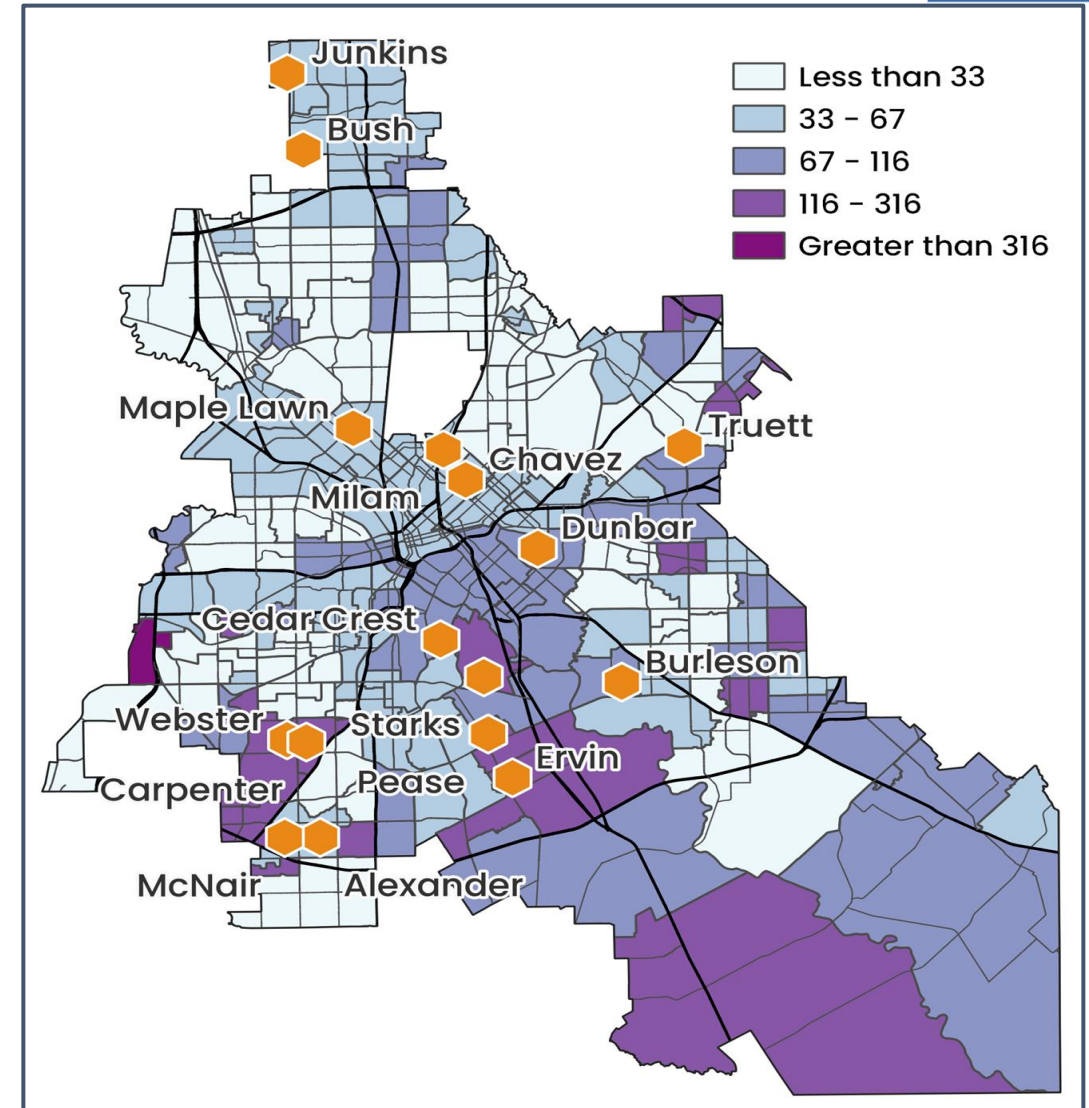 Junkins
Bush
Less than 33
33 - 67
67 - 116
116 - 316
Greater than 316
Maple Lawn
Truett
Chavez
Milam
Dunbar
Cedar Crest
Burleson
Webster
Starks
Ervin
Carpenter
Pease
McNair
Alexander